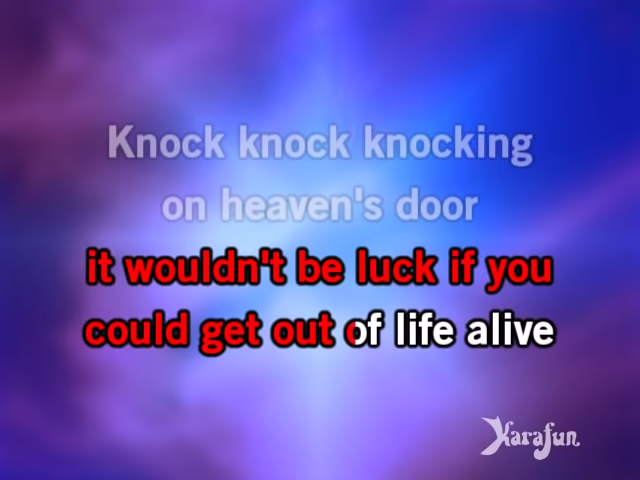 Knock knock knocking
on heaven's door
it wouldn't be luck if you
could get out of life alive
Karafun